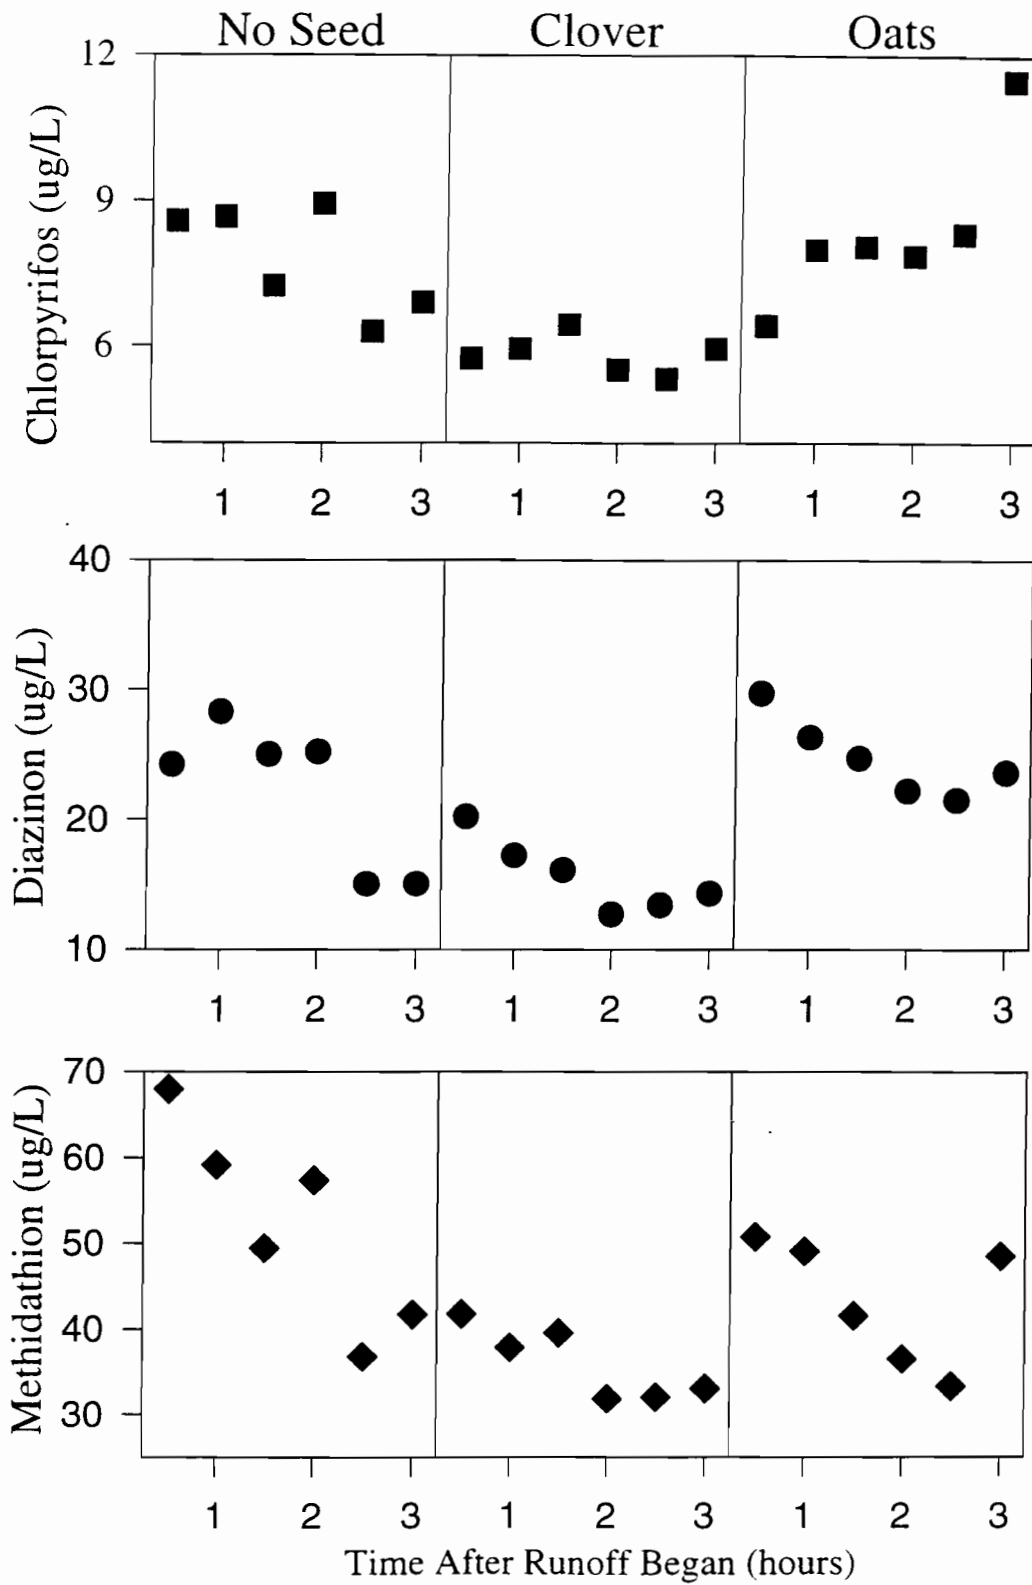 No Seed Clover Oats
Chlorpyrifos (ug/L)
12
9
6
1 2 3 1 2 3 1 2 3
Diazinon (ug/L)
40
30
20
10
1 2 3 1 2 3 1 2 3
Methidathion (ug/L)
70
60
50
40
30
1 2 3 1 2 3 1 2 3
Time After Runoff Began (hours)